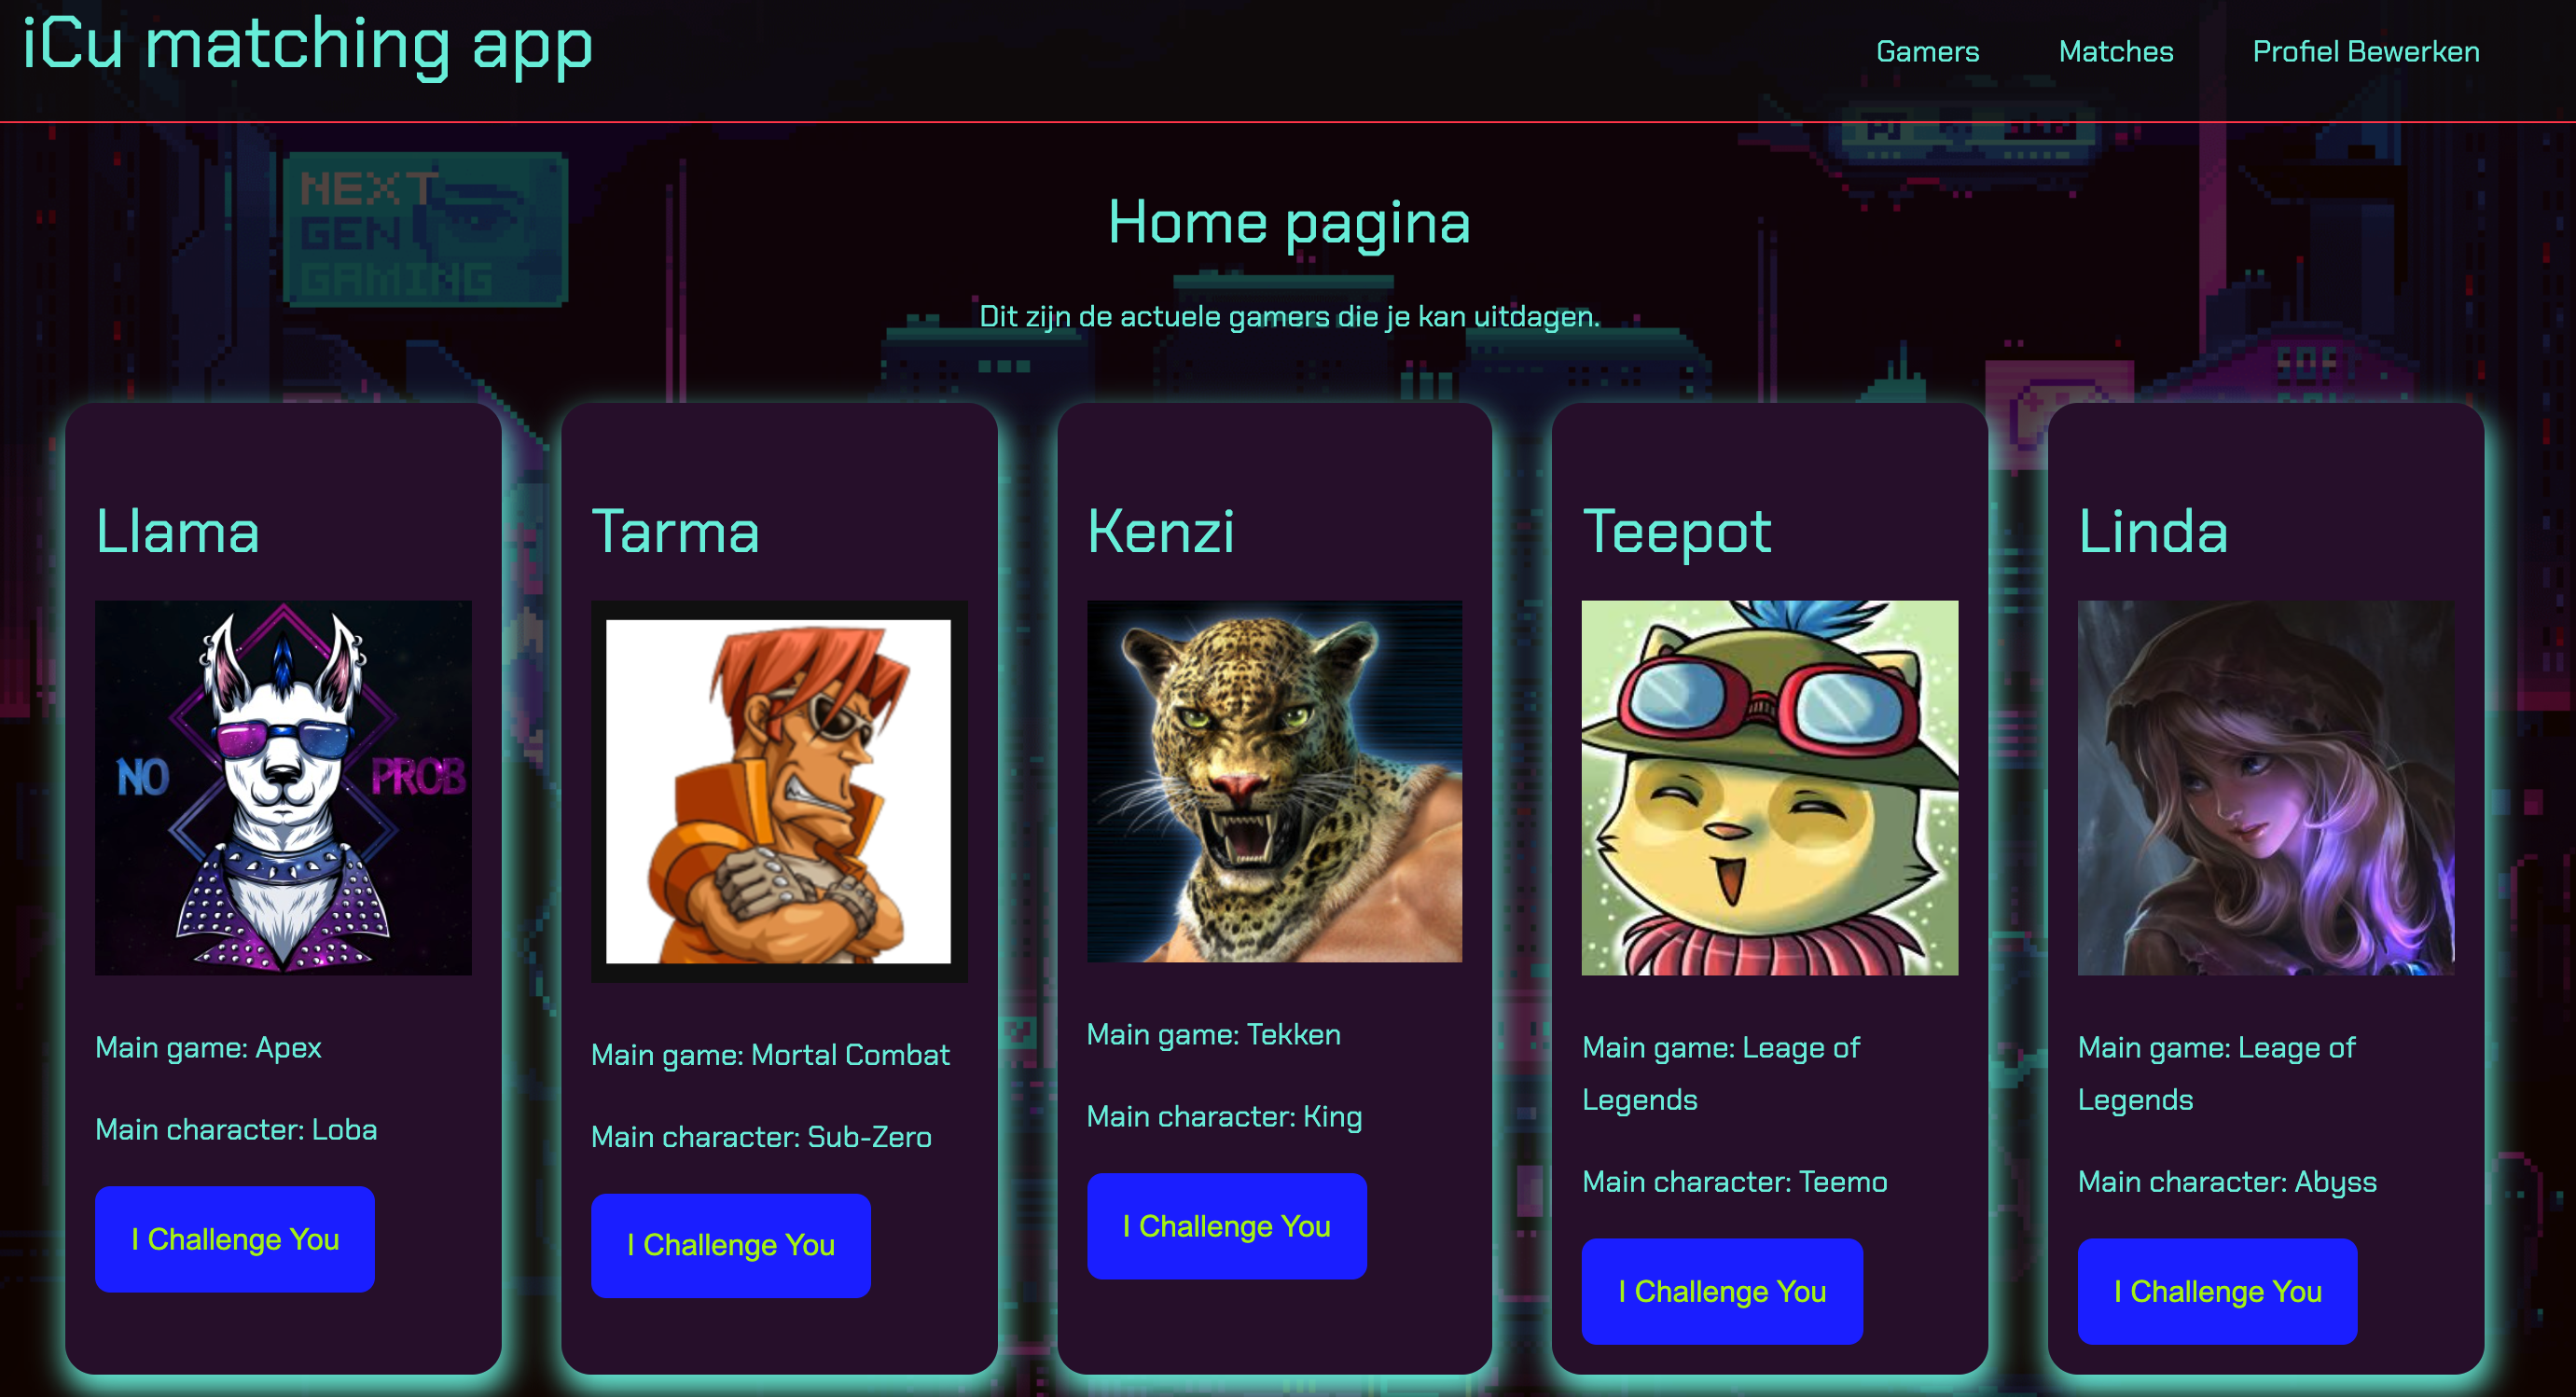 iCu matching app
Gamers Matches Profiel Bewerken
NEXT
GEN
GAMING
Home pagina
Dit zijn de actuele gamers die je kan uitdagen.
Llama
NO PROB
Main game: Apex
Main character: Loba
I Challenge You
Tarma
Main game: Mortal Combat
Main character: Sub-Zero
I Challenge You
Kenzi
Main game: Tekken
Main character: King
I Challenge You
Teepot
Main game: Leage of
Legends
Main character: Teemo
I Challenge You
Linda
Main game: Leage of
Legends
Main character: Abyss
I Challenge You